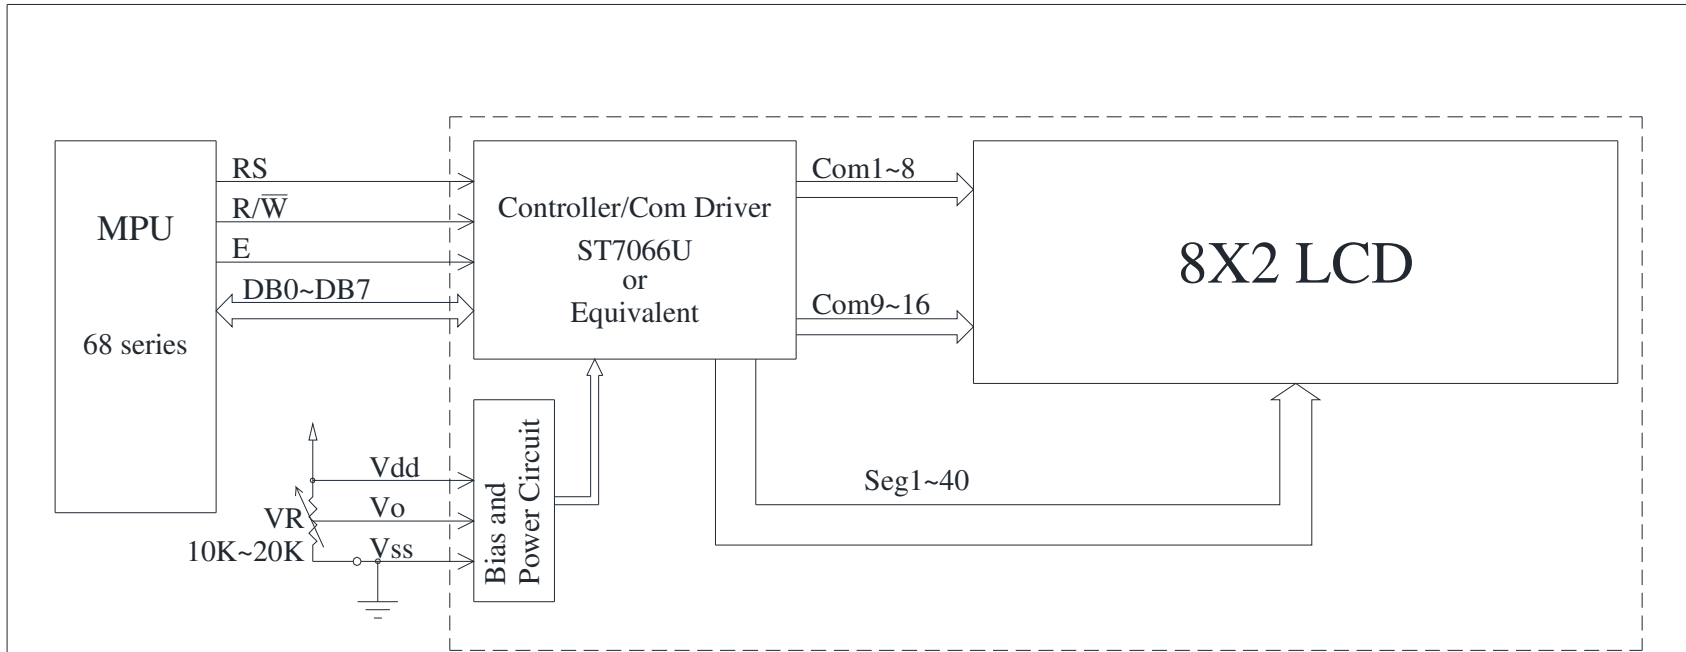 MPU
68 series
RS
R/W̅
E
DB0~DB7
Controller/Com Driver
ST7066U
or
Equivalent
Com1~8
Com9~16
8X2 LCD
Vdd
Vo
Vss
VR
10K~20K
Bias and
Power Circuit
Seg1~40